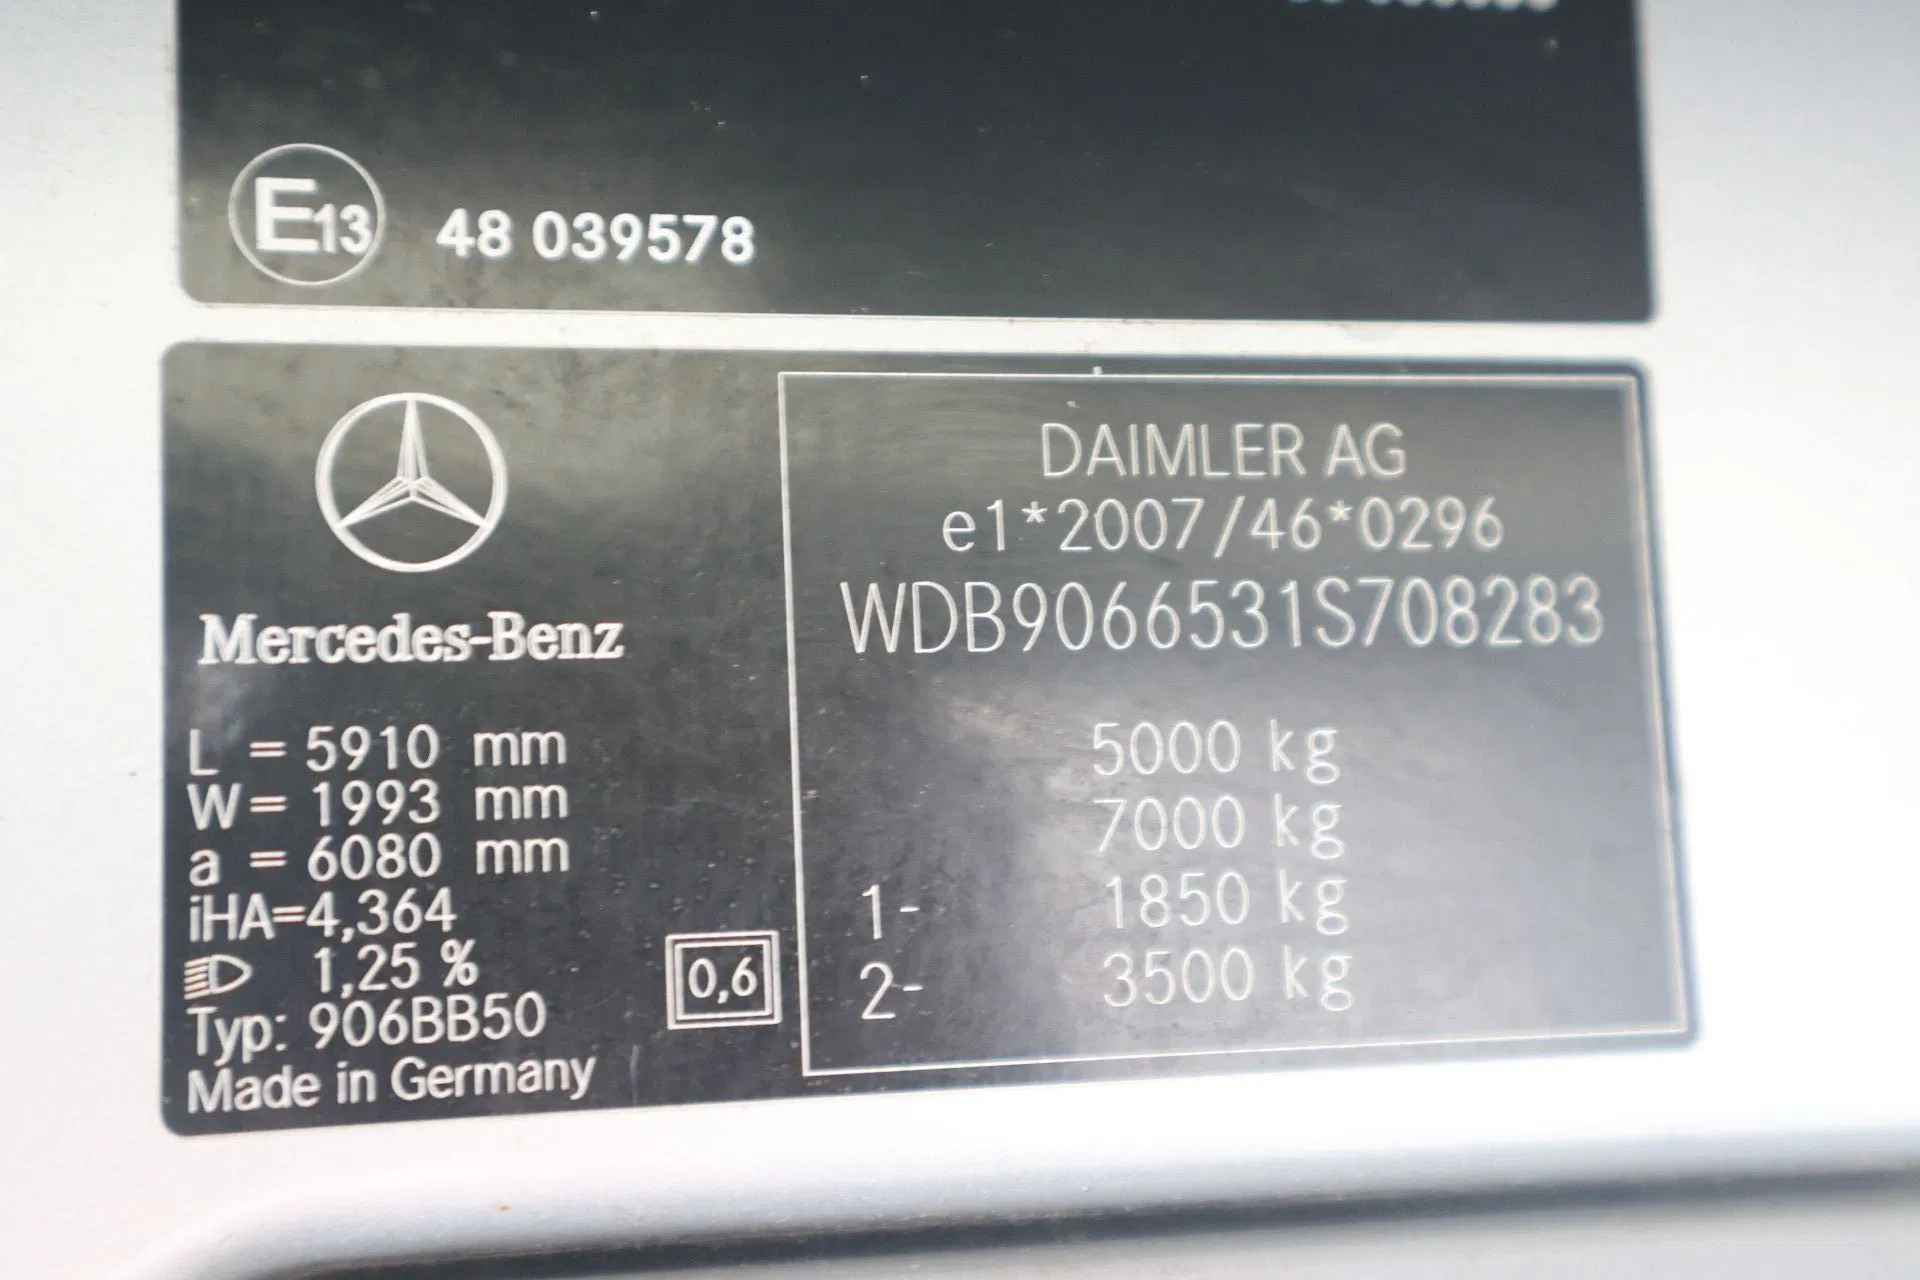 E13 48 039578
Mercedes-Benz
L = 5910 mm
W = 1993 mm
a = 6080 mm
iHA=4,364
1,25 %
Typ: 906BB50
Made in Germany
0,6
DAIMLER AG
e1*2007/46*0296
WDB9066531S708283
5000 kg
7000 kg
1- 1850 kg
2- 3500 kg